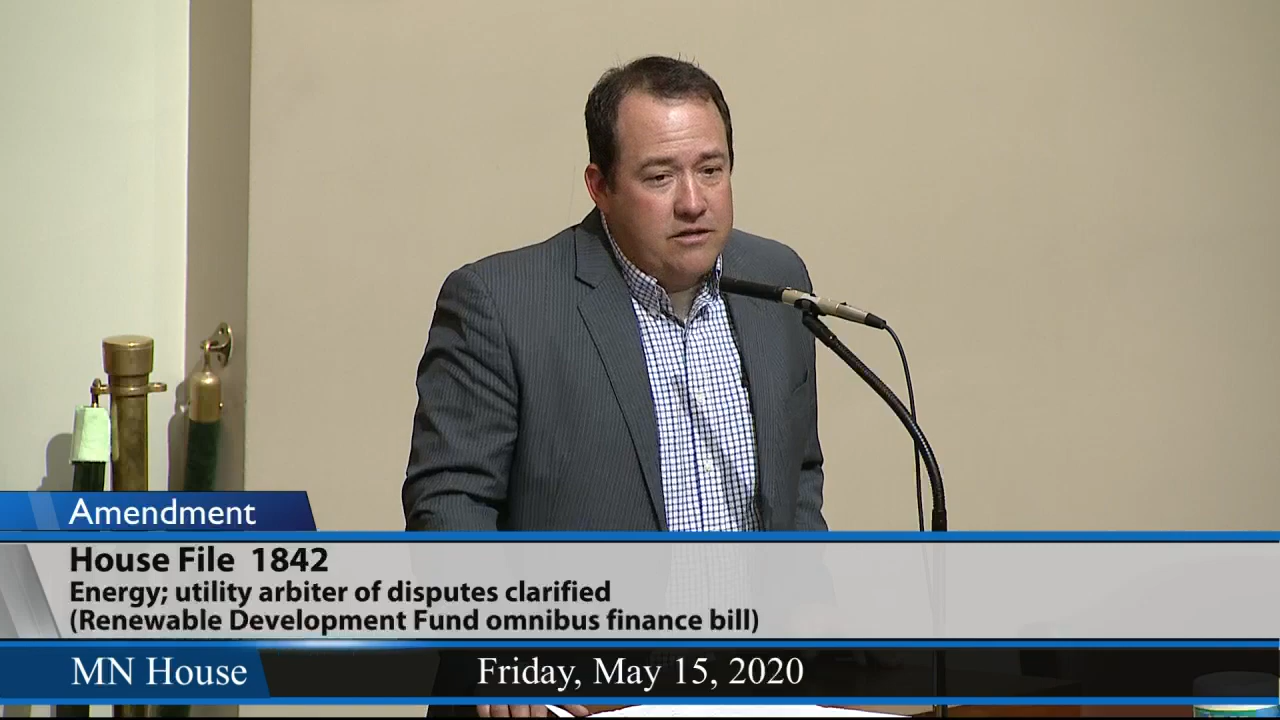 Amendment
House File 1842
Energy; utility arbiter of disputes clarified
(Renewable Development Fund omnibus finance bill)
MN House
Friday, May 15, 2020